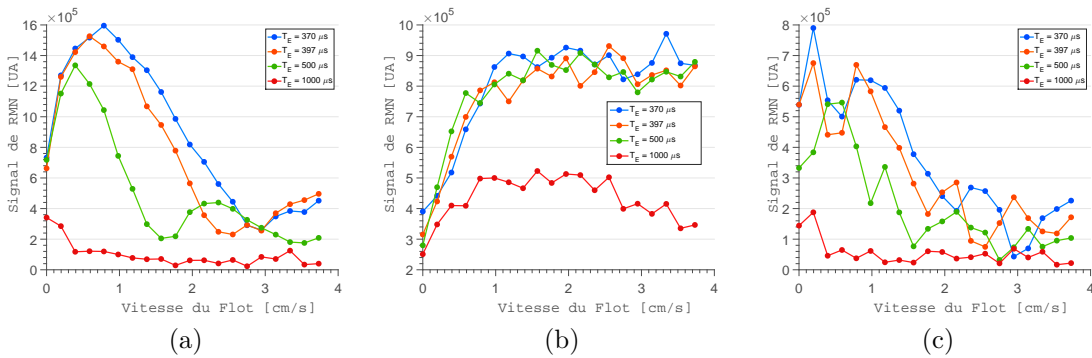 ×10⁵
16
14
12
10
8
6
4
2
0
Signal de RMN [UA]
T_E = 370 μs
T_E = 397 μs
T_E = 500 μs
T_E = 1000 μs
0 1 2 3 4
Vitesse du Flot [cm/s]
(a)
×10⁵
10
9
8
7
6
5
4
3
2
Signal de RMN [UA]
T_E = 370 μs
T_E = 397 μs
T_E = 500 μs
T_E = 1000 μs
0 1 2 3 4
Vitesse du Flot [cm/s]
(b)
×10⁵
8
7
6
5
4
3
2
1
0
Signal de RMN [UA]
T_E = 370 μs
T_E = 397 μs
T_E = 500 μs
T_E = 1000 μs
0 1 2 3 4
Vitesse du Flot [cm/s]
(c)